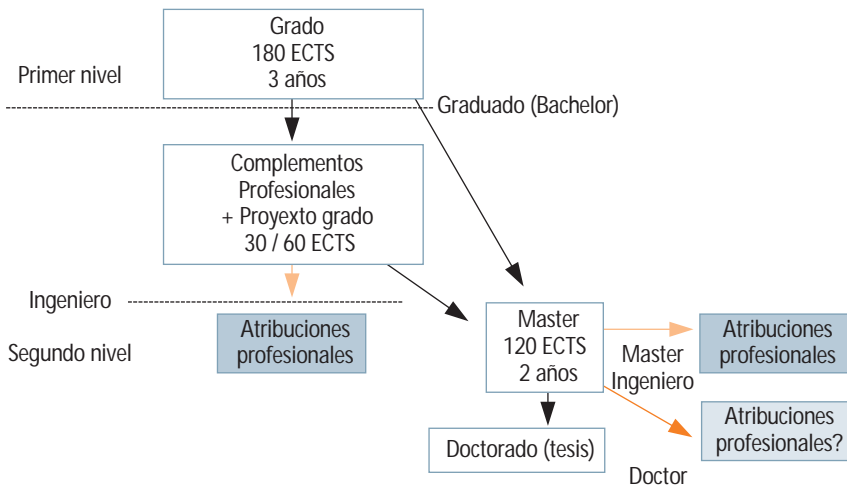 Grado
180 ECTS
3 años
Primer nivel
Graduado (Bachelor)
Complementos
Profesionales
+ Proyexto grado
30 / 60 ECTS
Ingeniero
Segundo nivel
Atribuciones
profesionales
Master
120 ECTS
2 años
Master
Ingeniero
Atribuciones
profesionales
Atribuciones
profesionales?
Doctorado (tesis)
Doctor